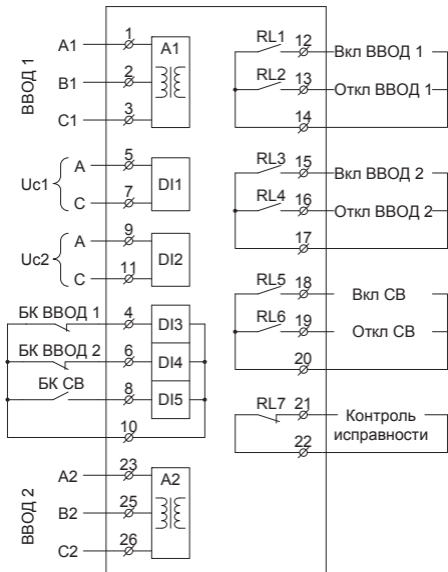 ВВОД 1
A1
B1
C1
1
2
3
A1
Uc1
A
C
5
7
DI1
Uc2
A
C
9
11
DI2
БК ВВОД 1
4
DI3
БК ВВОД 2
6
DI4
БК СВ
8
DI5
10
ВВОД 2
A2
B2
C2
23
25
26
A2
RL1
12
Вкл ВВОД 1
RL2
13
Откл ВВОД 1
14
RL3
15
Вкл ВВОД 2
RL4
16
Откл ВВОД 2
17
RL5
18
Вкл СВ
RL6
19
Откл СВ
20
RL7
21
Контроль
исправности
22